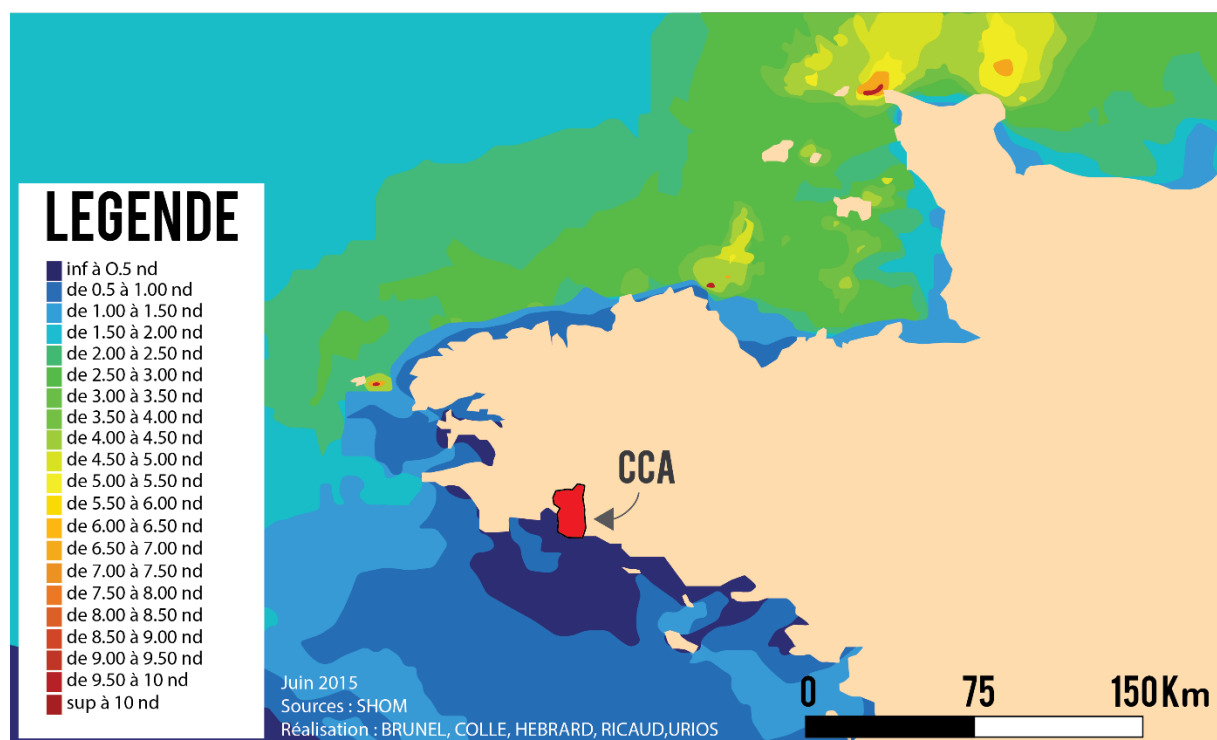 LEGENDE
inf à 0.5 nd
de 0.5 à 1.00 nd
de 1.00 à 1.50 nd
de 1.50 à 2.00 nd
de 2.00 à 2.50 nd
de 2.50 à 3.00 nd
de 3.00 à 3.50 nd
de 3.50 à 4.00 nd
de 4.00 à 4.50 nd
de 4.50 à 5.00 nd
de 5.00 à 5.50 nd
de 5.50 à 6.00 nd
de 6.00 à 6.50 nd
de 6.50 à 7.00 nd
de 7.00 à 7.50 nd
de 7.50 à 8.00 nd
de 8.00 à 8.50 nd
de 8.50 à 9.00 nd
de 9.00 à 9.50 nd
de 9.50 à 10 nd
sup à 10 nd
CCA
Juin 2015
Sources : SHOM
Réalisation : BRUNEL, COLLE, HEBRARD, RICAUD,URIOS
0 75 150 Km